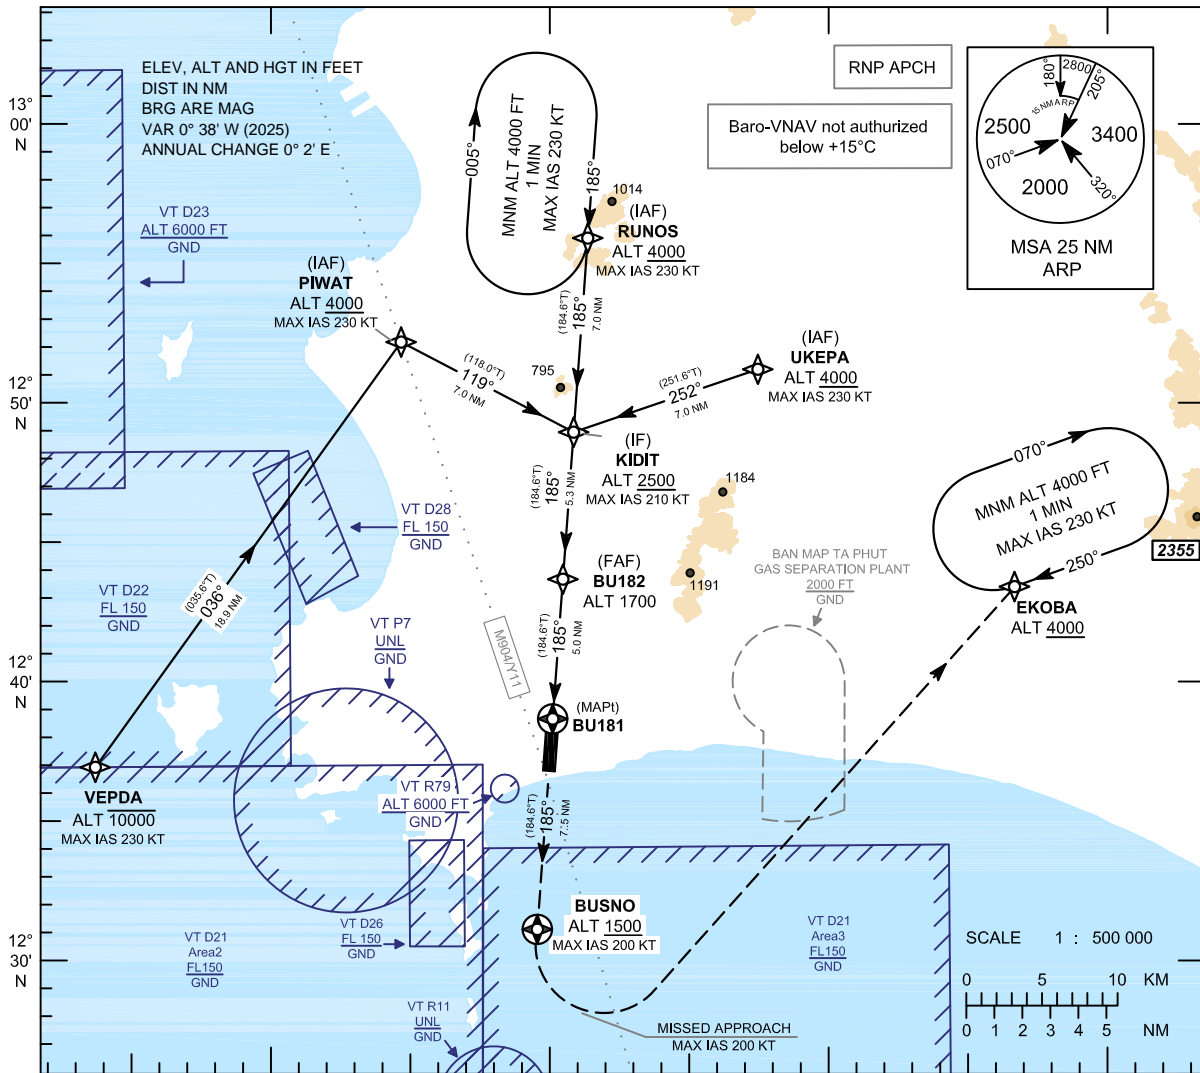 ELEV, ALT AND HGT IN FEET
DIST IN NM
BRG ARE MAG
VAR 0° 38' W (2025)
ANNUAL CHANGE 0° 2' E
13°
00'
N
12°
50'
N
12°
40'
N
12°
30'
N
VT D23
ALT 6000 FT
GND
(IAF)
PIWAT
ALT 4000
MAX IAS 230 KT
005°
MNM ALT 4000 FT
1 MIN
MAX IAS 230 KT
185°
1014
(IAF)
RUNOS
ALT 4000
MAX IAS 230 KT
RNP APCH
Baro-VNAV not authurized
below +15°C
180°
2800
205°
15 NM ARP
2500
3400
070°
2000
320°
MSA 25 NM
ARP
(184.6°T)
185°
7.0 NM
(118.0°T)
119°
7.0 NM
795
(251.6°T)
252°
7.0 NM
(IAF)
UKEPA
ALT 4000
MAX IAS 230 KT
(IF)
KIDIT
ALT 2500
MAX IAS 210 KT
(184.6°T)
185°
5.3 NM
1184
1191
070°
MNM ALT 4000 FT
1 MIN
MAX IAS 230 KT
250°
2355
EKOBA
ALT 4000
VT D28
FL 150
GND
VT D22
FL 150
GND
(035.6°T)
036°
18.9 NM
(FAF)
BU182
ALT 1700
BAN MAP TA PHUT
GAS SEPARATION PLANT
2000 FT
GND
VT P7
UNL
GND
M904/Y11
(184.6°T)
185°
5.0 NM
(MAPt)
BU181
VEPDA
ALT 10000
MAX IAS 230 KT
VT R79
ALT 6000 FT
GND
(184.6°T)
185°
7.5 NM
BUSNO
ALT 1500
MAX IAS 200 KT
VT D26
FL 150
GND
VT D21
Area2
FL150
GND
VT D21
Area3
FL150
GND
VT R11
UNL
GND
MISSED APPROACH
MAX IAS 200 KT
SCALE 1 : 500 000
0 5 10 KM
0 1 2 3 4 5 NM